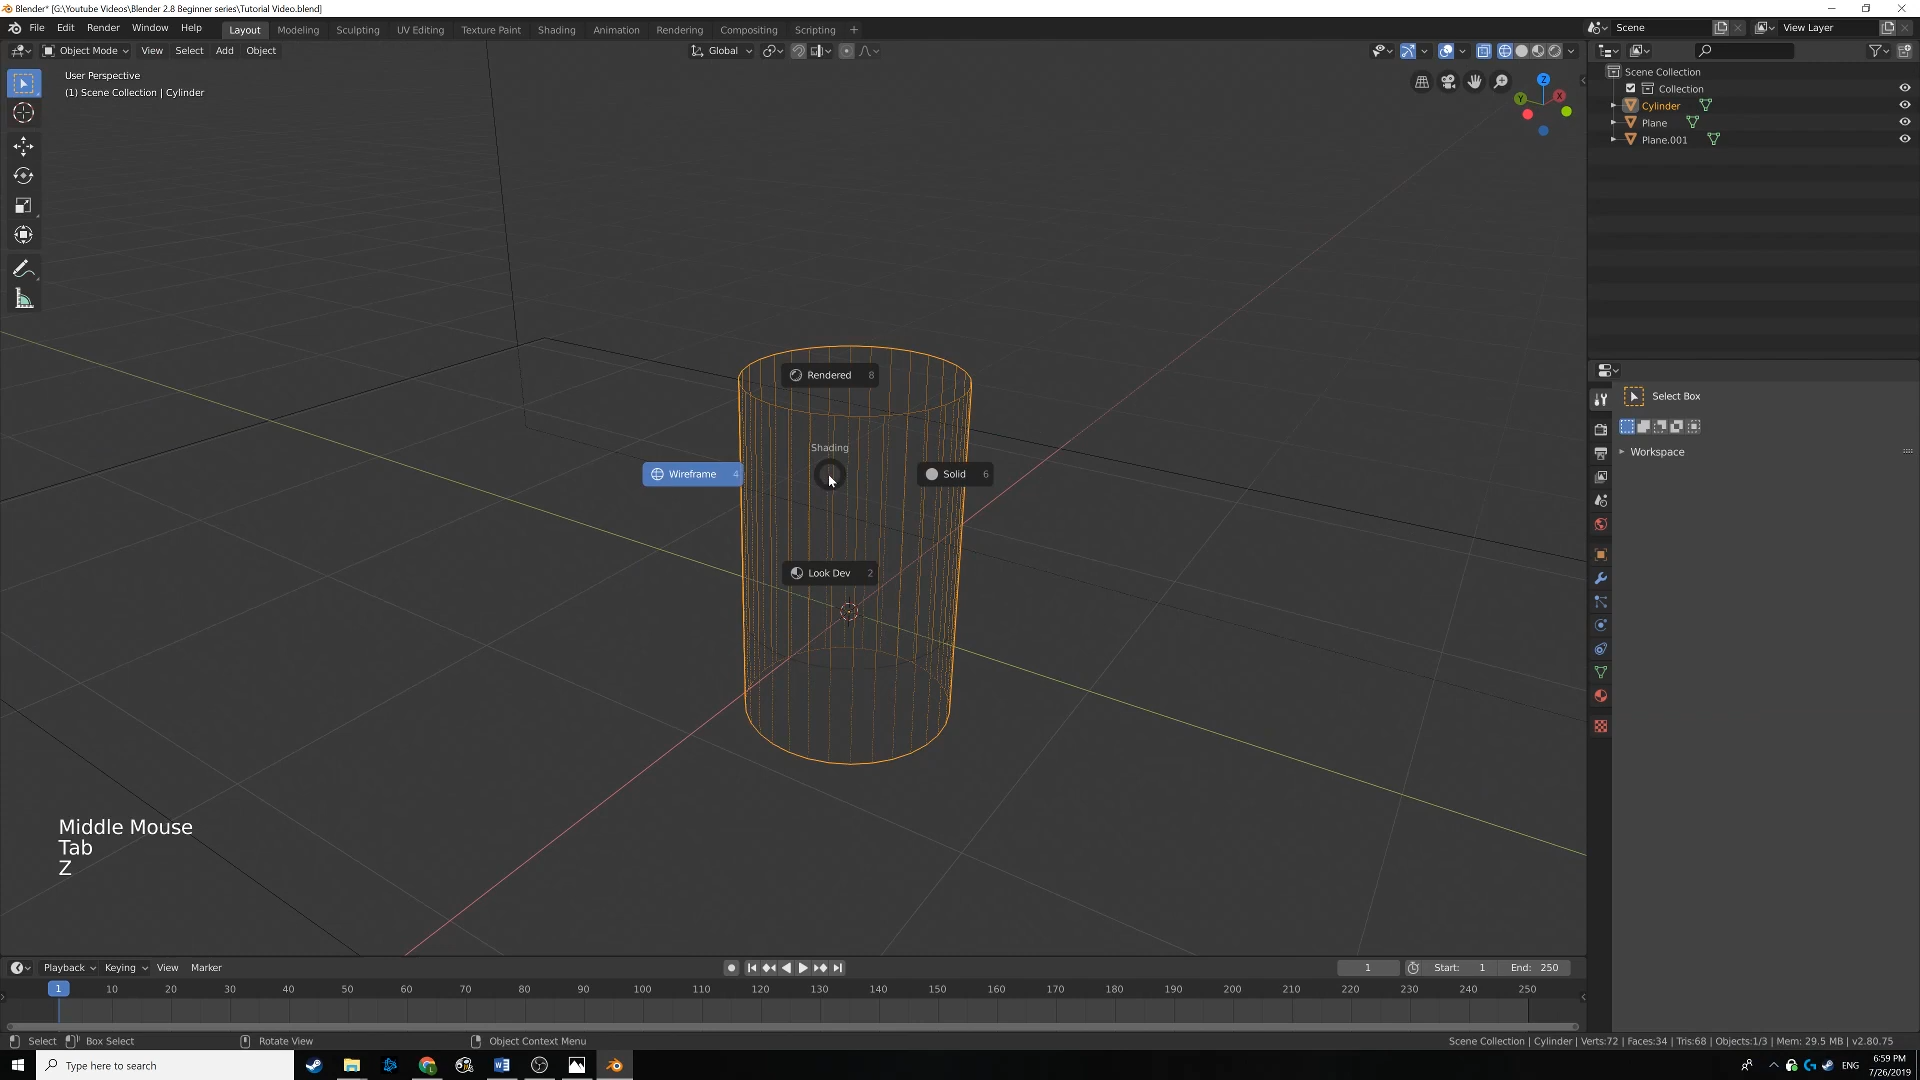 Blender* [G:\Youtube Videos\Blender 2.8 Beginner series\Tutorial Video.blend]
File Edit Render Window Help
Layout Modeling Sculpting UV Editing Texture Paint Shading Animation Rendering Compositing Scripting +
Scene
View Layer
Object Mode View Select Add Object
Global
User Perspective
(1) Scene Collection | Cylinder
Z
X
Y
Scene Collection
Collection
Cylinder
Plane
Plane.001
Rendered 8
Shading
Wireframe 4
Solid 6
Look Dev 2
Select Box
Workspace
Middle Mouse
Tab
Z
Playback Keying View Marker
1
Start: 1
End: 250
1 10 20 30 40 50 60 70 80 90 100 110 120 130 140 150 160 170 180 190 200 210 220 230 240 250
Select Box Select Rotate View Object Context Menu
Scene Collection | Cylinder | Verts:72 | Faces:34 | Tris:68 | Objects:1/3 | Mem: 29.5 MB | v2.80.75
Type here to search
ENG
6:59 PM
7/26/2019